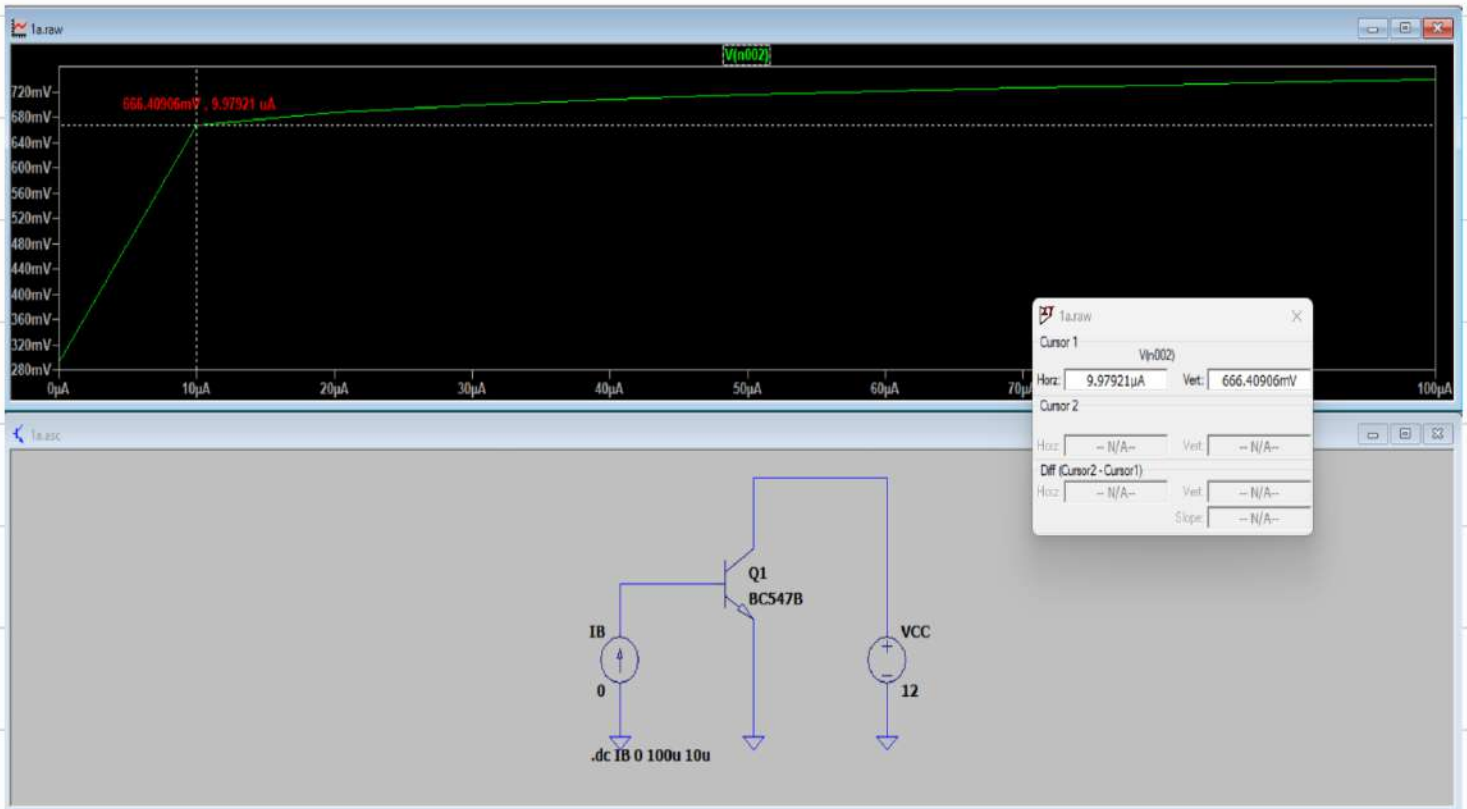 1a.raw
V(n002)
720mV
680mV
640mV
600mV
560mV
520mV
480mV
440mV
400mV
360mV
320mV
280mV
666.40906mV , 9.97921 uA
0µA 10µA 20µA 30µA 40µA 50µA 60µA 70µ 100µA
1a.raw
Cursor 1
V(n002)
Horz: 9.97921µA Vert: 666.40906mV
Cursor 2
Horz: -- N/A-- Vert: -- N/A--
Diff (Cursor2 - Cursor1)
Horz: -- N/A-- Vert: -- N/A--
Slope: -- N/A--
1a.asc
Q1
BC547B
IB
0
VCC
12
.dc IB 0 100u 10u